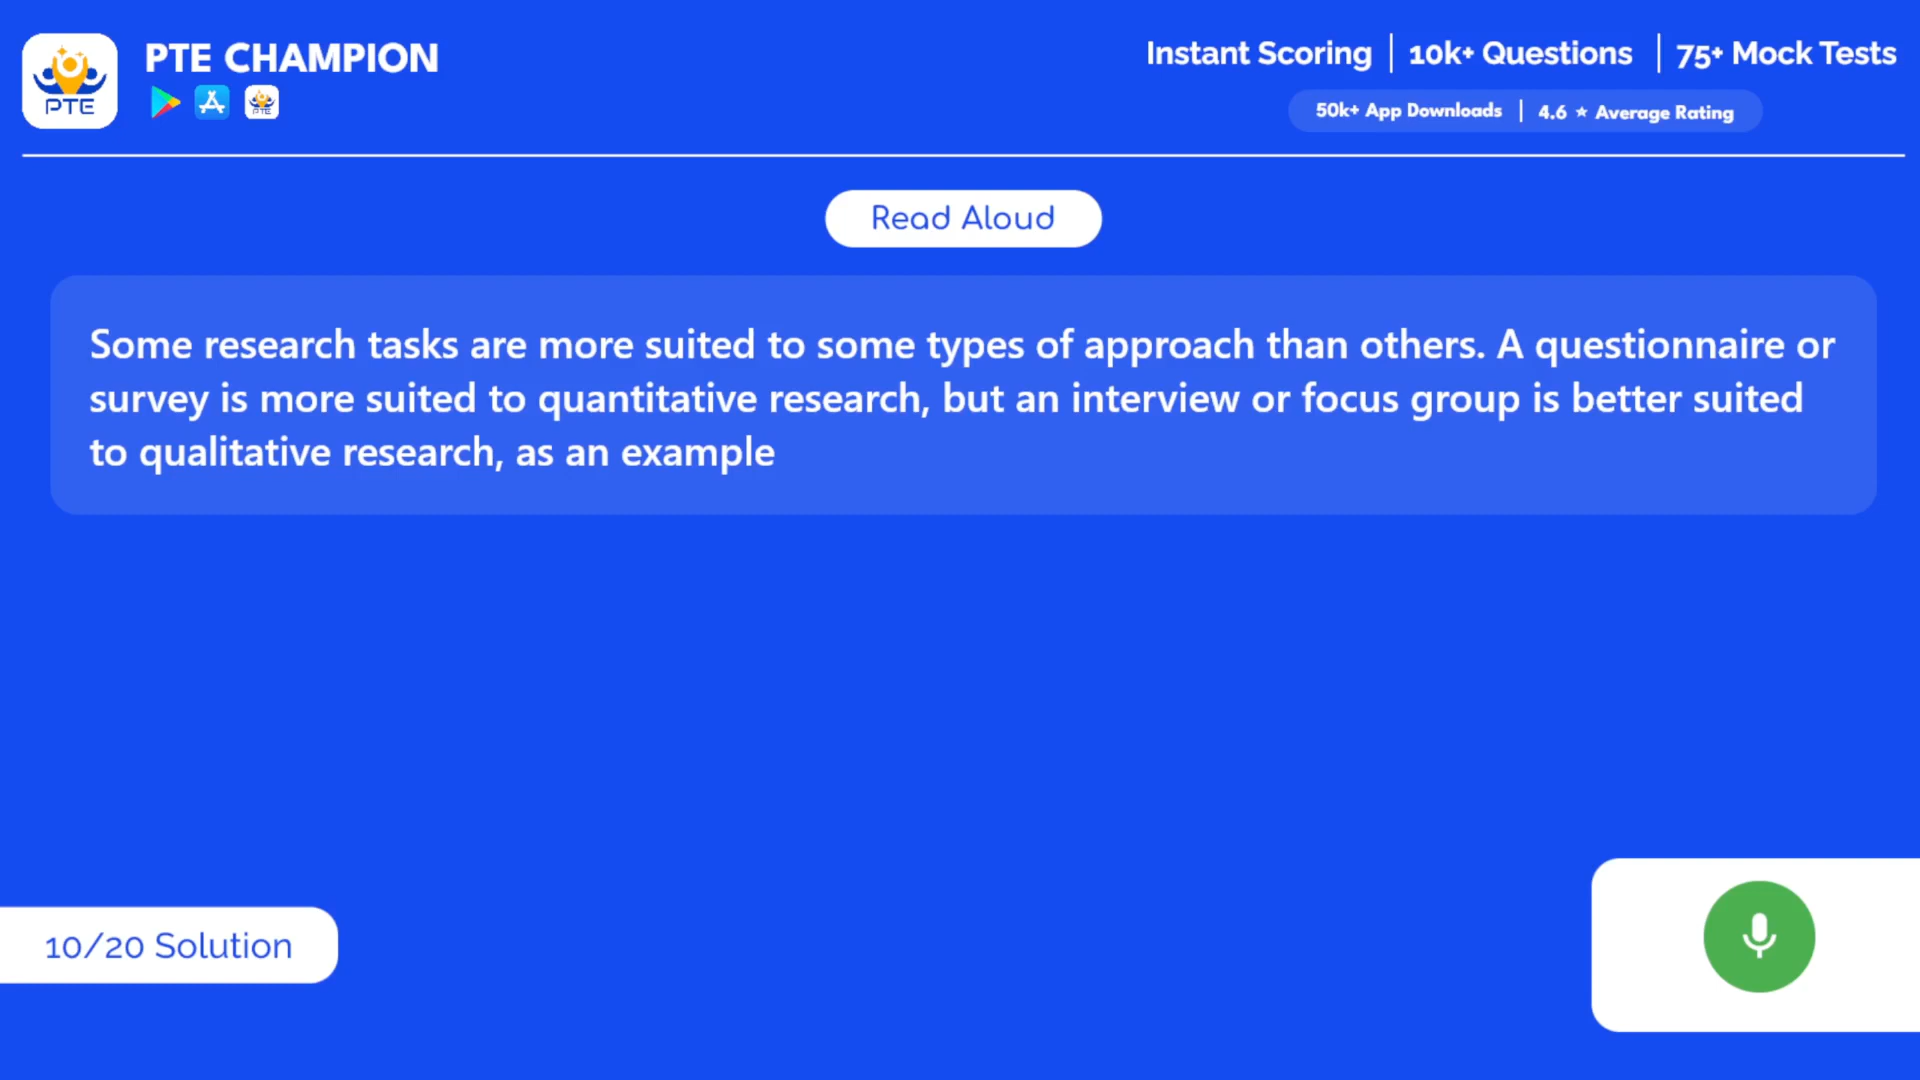 PTE CHAMPION
PTE
PTE
Instant Scoring | 10k+ Questions | 75+ Mock Tests
50k+ App Downloads | 4.6 ★ Average Rating
Read Aloud
Some research tasks are more suited to some types of approach than others. A questionnaire or
survey is more suited to quantitative research, but an interview or focus group is better suited
to qualitative research, as an example
10/20 Solution